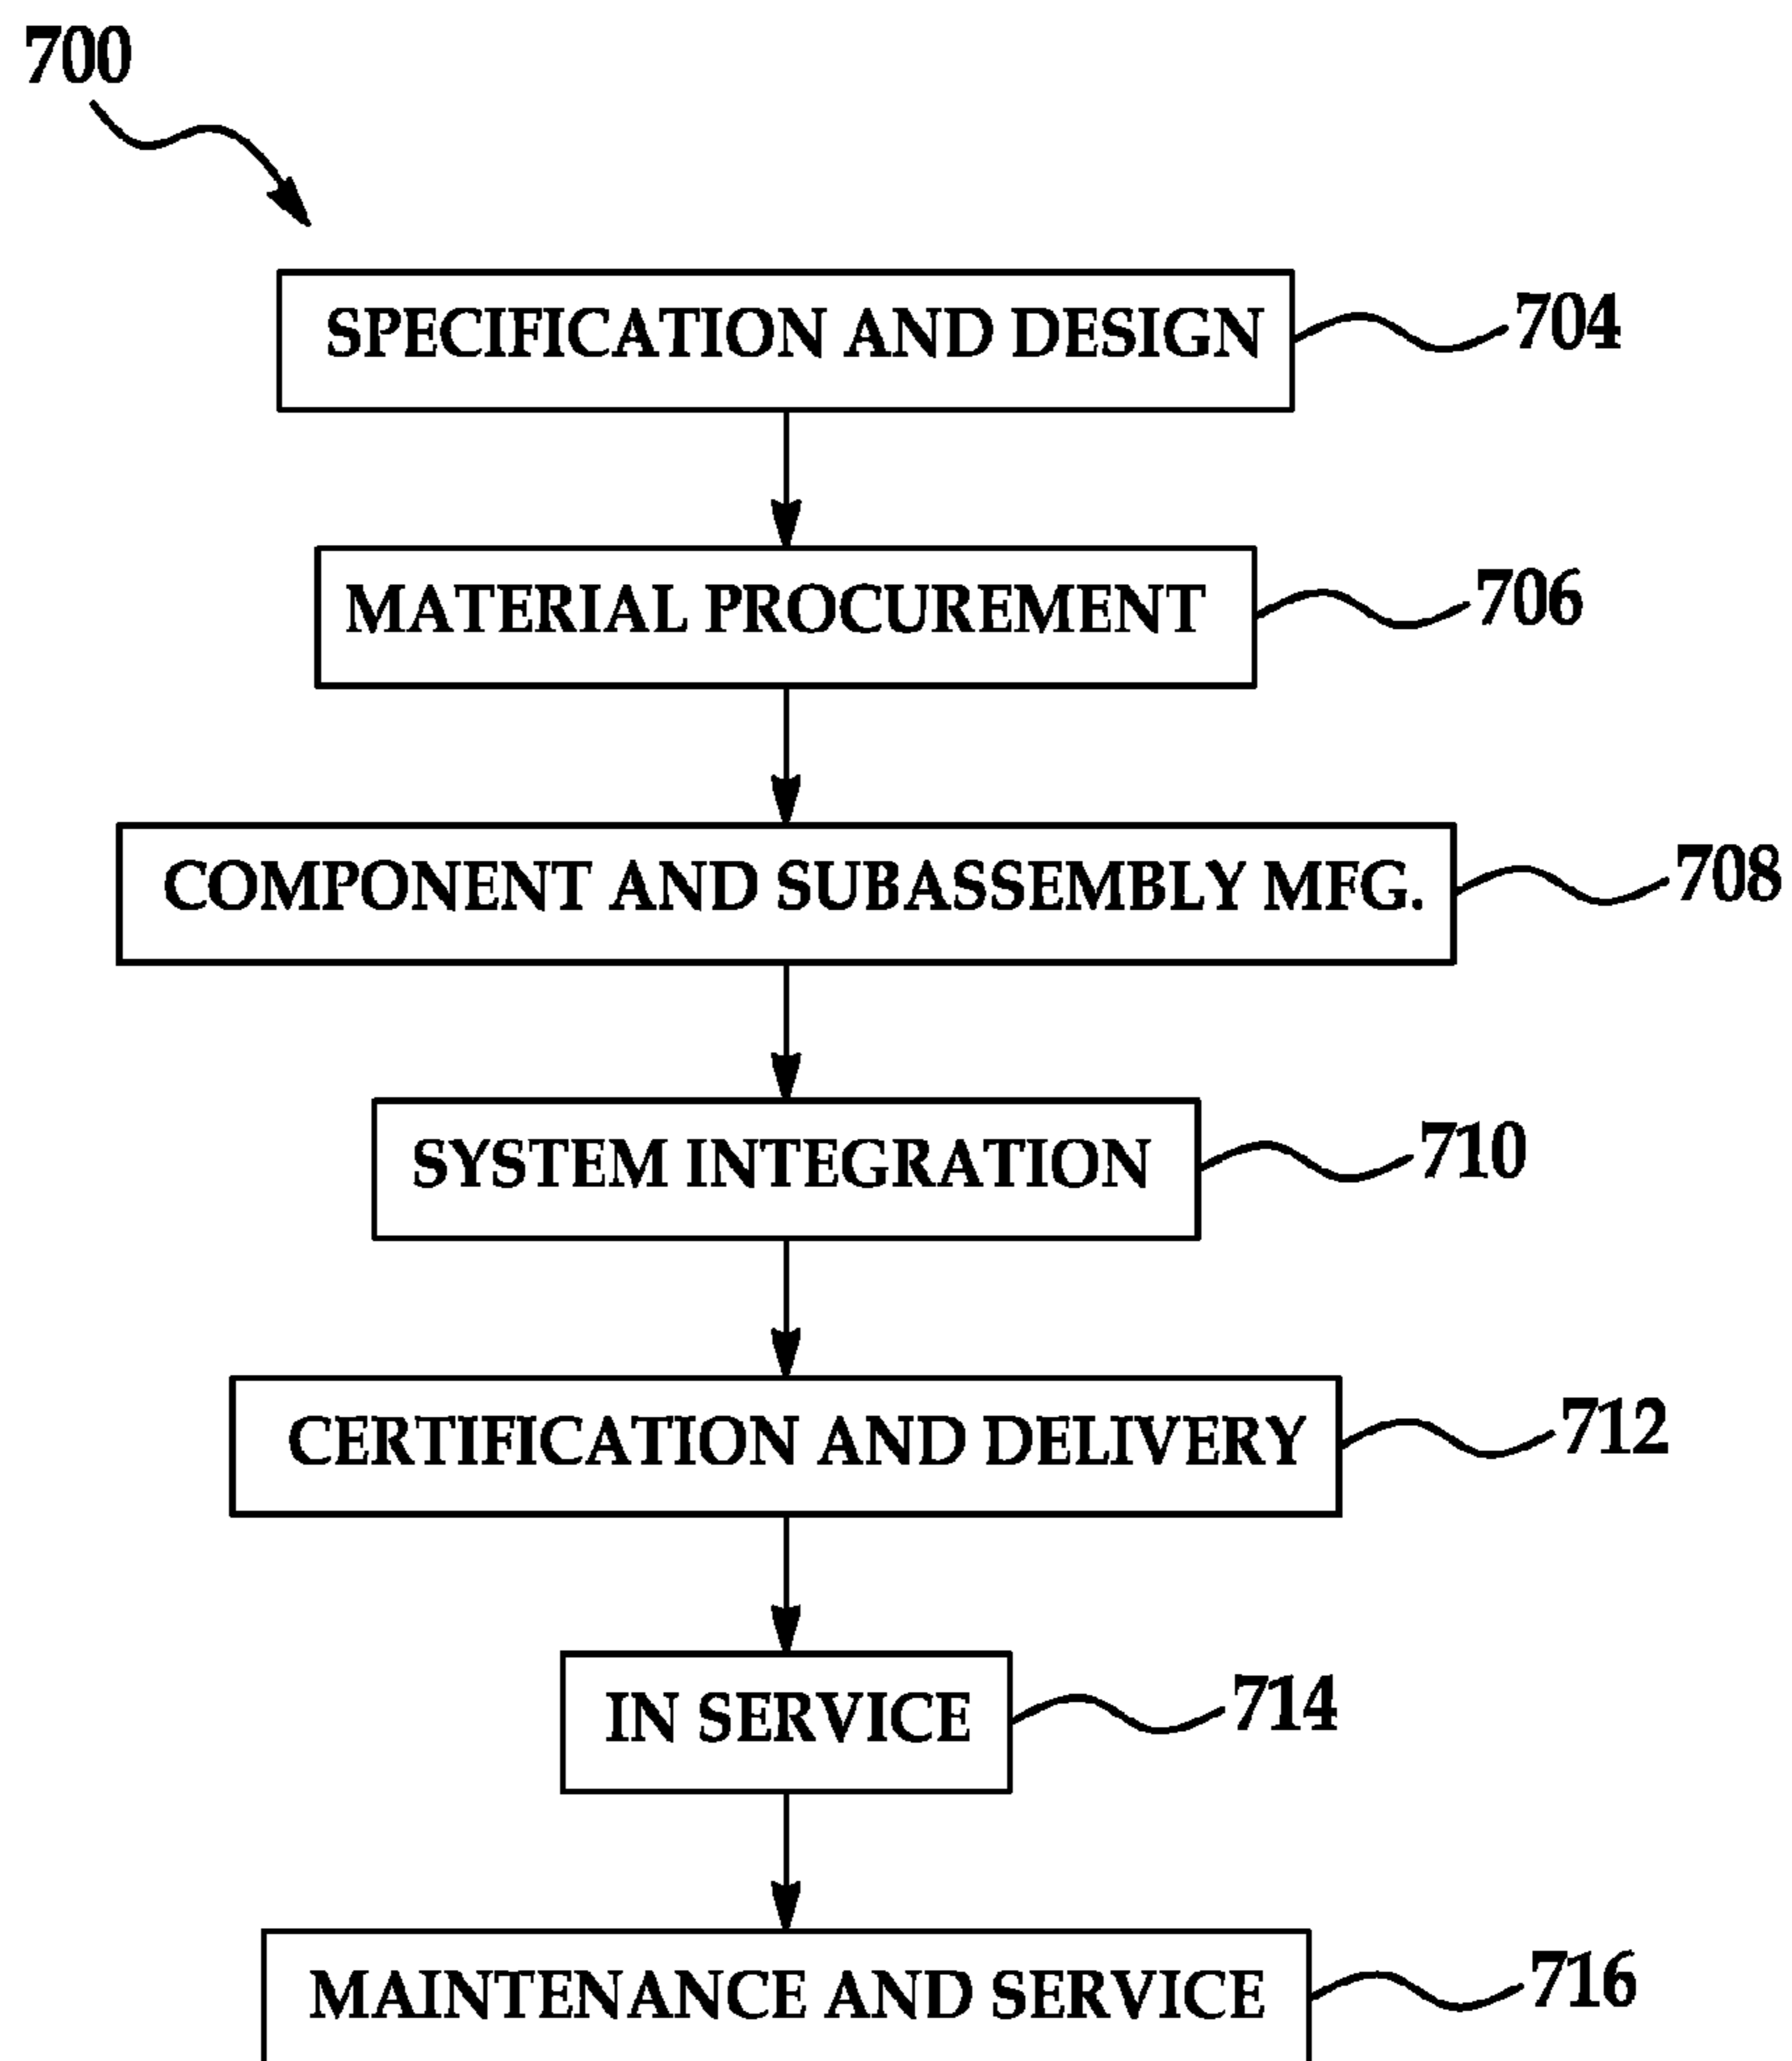 700
SPECIFICATION AND DESIGN 704
MATERIAL PROCUREMENT 706
COMPONENT AND SUBASSEMBLY MFG. 708
SYSTEM INTEGRATION 710
CERTIFICATION AND DELIVERY 712
IN SERVICE 714
MAINTENANCE AND SERVICE 716